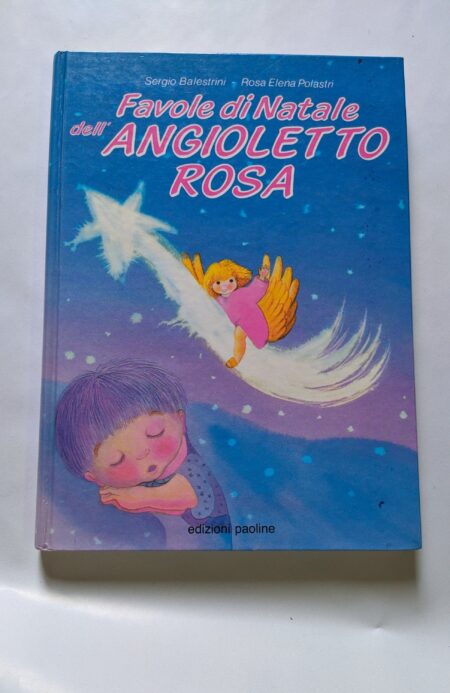 Sergio Balestrini - Rosa Elena Polastri
Favole di Natale
dell'ANGIOLETTO
ROSA
edizioni paoline